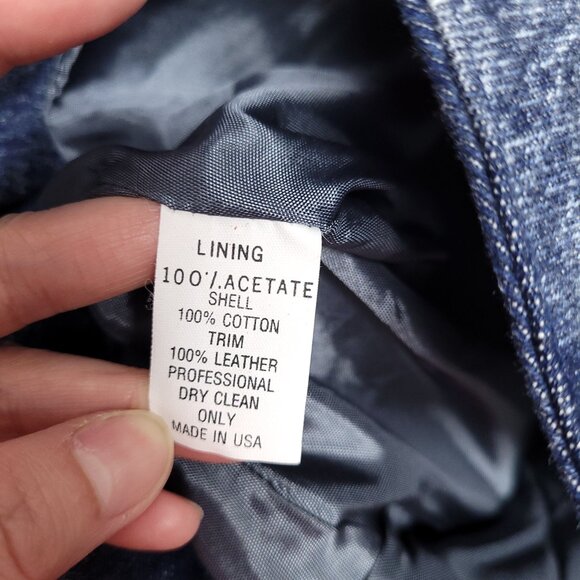 LINING
100°/.ACETATE
SHELL
100% COTTON
TRIM
100% LEATHER
PROFESSIONAL
DRY CLEAN
ONLY
MADE IN USA